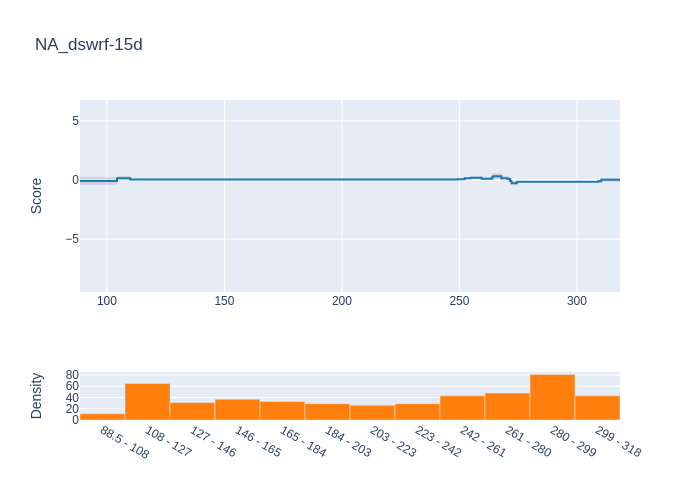 NA_dswrf-15d
Score
5
0
−5
100
150
200
250
300
Density
80
60
40
20
0
88.5 - 108
108 - 127
127 - 146
146 - 165
165 - 184
184 - 203
203 - 223
223 - 242
242 - 261
261 - 280
280 - 299
299 - 318